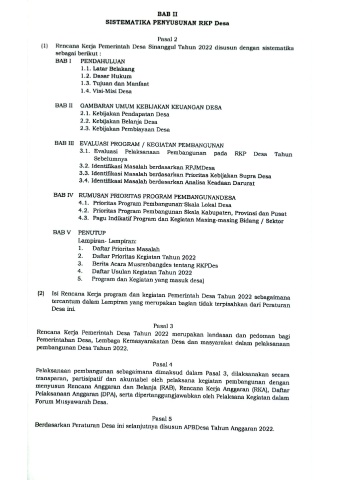 BAB II
SISTEMATIKA PENYUSUNAN RKP Desa
Pasal 2
(1) Rencana Kerja Pemerintah Desa Sinanggul Tahun 2022 disusun dengan sistematika
sebagai berikut :
BAB I PENDAHULUAN
1.1. Latar Belakang
1.2. Dasar Hukum
1.3. Tujuan dan Manfaat
1.4. Visi-Misi Desa
BAB II GAMBARAN UMUM KEBIJAKAN KEUANGAN DESA
2.1. Kebijakan Pendapatan Desa
2.2. Kebijakan Belanja Desa
2.3. Kebijakan Pembiayaan Desa
BAB III EVALUASI PROGRAM / KEGIATAN PEMBANGUNAN
3.1. Evaluasi Pelaksanaan Pembangunan pada RKP Desa Tahun
Sebelumnya
3.2. Identifikasi Masalah berdasarkan RPJMDesa
3.3. Identifikasi Masalah berdasarkan Prioritas Kebijakan Supra Desa
3.4. Identifikasi Masalah berdasarkan Analisa Keadaan Darurat
BAB IV RUMUSAN PRIORITAS PROGRAM PEMBANGUNANDESA
4.1. Prioritas Program Pembangunan Skala Lokal Desa
4.2. Prioritas Program Pembangunan Skala Kabupaten, Provinsi dan Pusat
4.3. Pagu Indikatif Program dan Kegiatan Masing-masing Bidang / Sektor
BAB V PENUTUP
Lampiran- Lampiran:
1. Daftar Prioritas Masalah
2. Daftar Prioritas Kegiatan Tahun 2022
3. Berita Acara Musrenbangdes tentang RKPDes
4. Daftar Usulan Kegiatan Tahun 2022
5. Program dan Kegiatan yang masuk desa)
(2) Isi Rencana Kerja program dan kegiatan Pemerintah Desa Tahun 2022 sebagaimana
tercantum dalam Lampiran yang merupakan bagian tidak terpisahkan dari Peraturan
Desa ini.
Pasal 3
Rencana Kerja Pemerintah Desa Tahun 2022 merupakan landasan dan pedoman bagi
Pemerintahan Desa, Lembaga Kemasyarakatan Desa dan masyarakat dalam pelaksanaan
pembangunan Desa Tahun 2022.
Pasal 4
Pelaksanaan pembangunan sebagaimana dimaksud dalam Pasal 3, dilaksanakan secara
transparan, partisipatif dan akuntabel oleh pelaksana kegiatan pembangunan dengan
menyusun Rencana Anggaran dan Belanja (RAB), Rencana Kerja Anggaran (RKA), Daftar
Pelaksanaan Anggaran (DPA), serta dipertanggungjawabkan oleh Pelaksana Kegiatan dalam
Forum Musyawarah Desa.
Pasal 5
Berdasarkan Peraturan Desa ini selanjutnya disusun APBDesa Tahun Anggaran 2022.